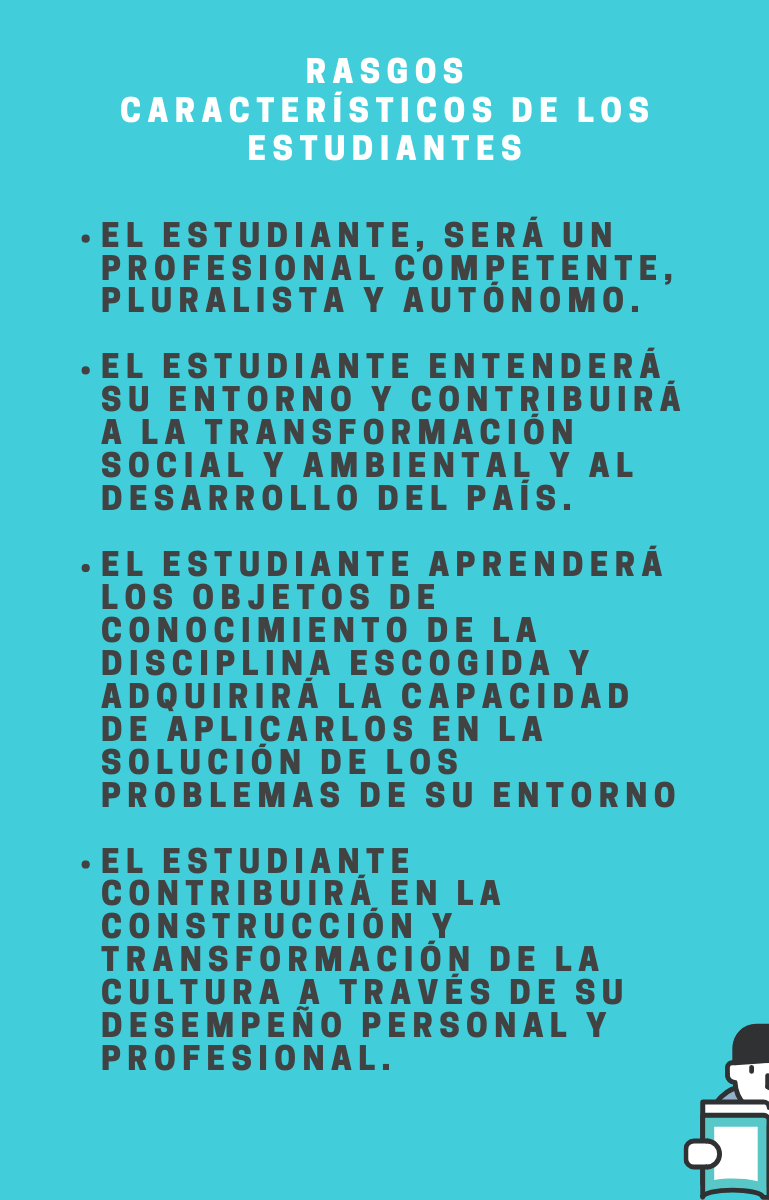 RASGOS
CARACTERÍSTICOS DE LOS
ESTUDIANTES
• EL ESTUDIANTE, SERÁ UN
PROFESIONAL COMPETENTE,
PLURALISTA Y AUTÓNOMO.
• EL ESTUDIANTE ENTENDERÁ
SU ENTORNO Y CONTRIBUIRÁ
A LA TRANSFORMACIÓN
SOCIAL Y AMBIENTAL Y AL
DESARROLLO DEL PAÍS.
• EL ESTUDIANTE APRENDERÁ
LOS OBJETOS DE
CONOCIMIENTO DE LA
DISCIPLINA ESCOGIDA Y
ADQUIRIRÁ LA CAPACIDAD
DE APLICARLOS EN LA
SOLUCIÓN DE LOS
PROBLEMAS DE SU ENTORNO
• EL ESTUDIANTE
CONTRIBUIRÁ EN LA
CONSTRUCCIÓN Y
TRANSFORMACIÓN DE LA
CULTURA A TRAVÉS DE SU
DESEMPEÑO PERSONAL Y
PROFESIONAL.